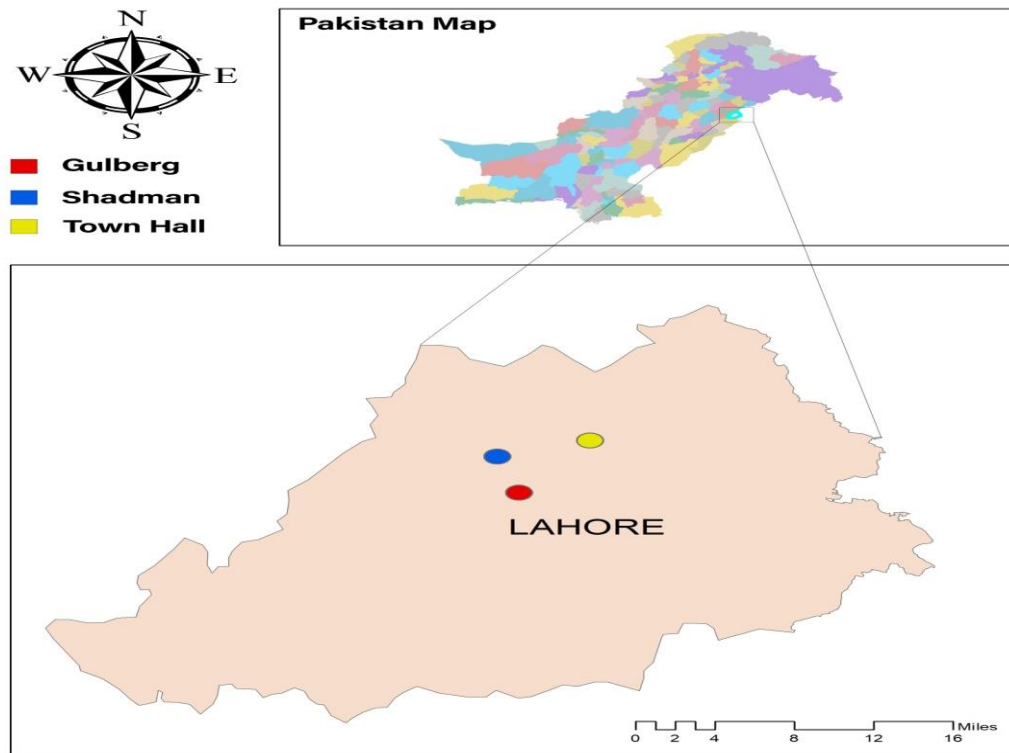 N
Pakistan Map
W E
S
Gulberg
Shadman
Town Hall
LAHORE
Miles
0 2 4 8 12 16